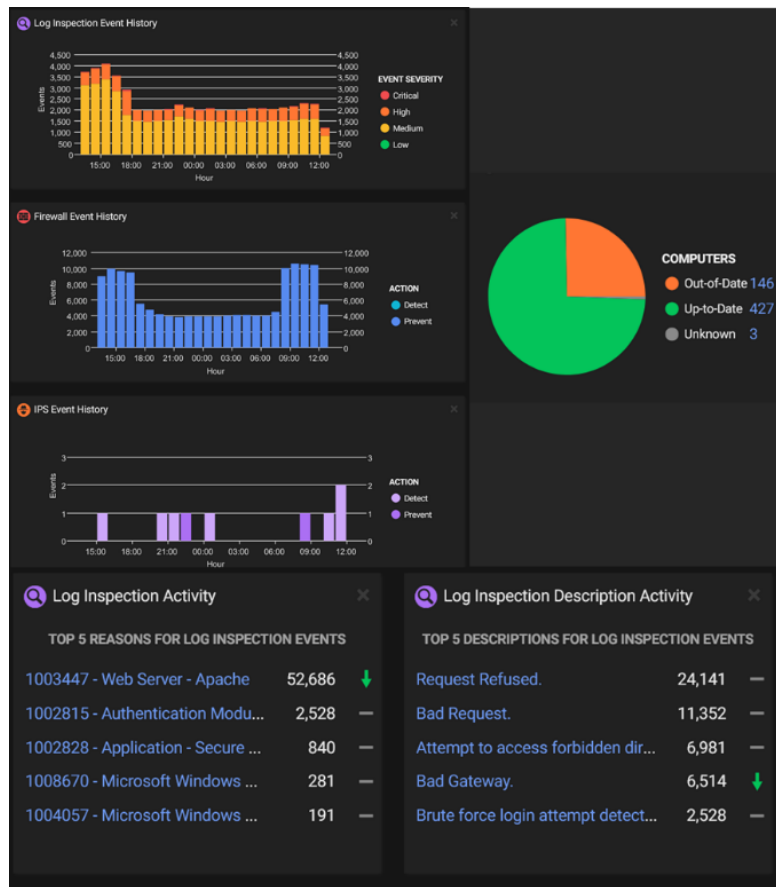 Log Inspection Event History
4,500 4,500
4,000 4,000
3,500 3,500
3,000 3,000
2,500 2,500
2,000 2,000
1,500 1,500
1,000 1,000
500 500
0 0
Events
15:00 18:00 21:00 00:00 03:00 06:00 09:00 12:00
Hour
EVENT SEVERITY
Critical
High
Medium
Low
Firewall Event History
12,000 12,000
10,000 10,000
8,000 8,000
6,000 6,000
4,000 4,000
2,000 2,000
0 0
Events
15:00 18:00 21:00 00:00 03:00 06:00 09:00 12:00
Hour
ACTION
Detect
Prevent
COMPUTERS
Out-of-Date 146
Up-to-Date 427
Unknown 3
IPS Event History
3 3
2 2
1 1
0 0
Events
15:00 18:00 21:00 00:00 03:00 06:00 09:00 12:00
Hour
ACTION
Detect
Prevent
Log Inspection Activity
TOP 5 REASONS FOR LOG INSPECTION EVENTS
1003447 - Web Server - Apache 52,686
1002815 - Authentication Modu... 2,528
1002828 - Application - Secure ... 840
1008670 - Microsoft Windows ... 281
1004057 - Microsoft Windows ... 191
Log Inspection Description Activity
TOP 5 DESCRIPTIONS FOR LOG INSPECTION EVENTS
Request Refused. 24,141
Bad Request. 11,352
Attempt to access forbidden dir... 6,981
Bad Gateway. 6,514
Brute force login attempt detect... 2,528